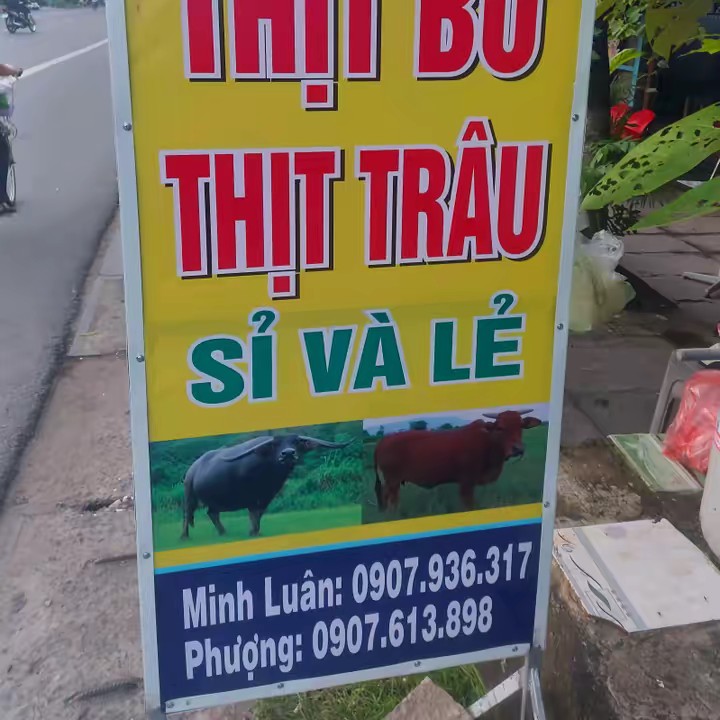 THỊT BÒ
THỊT TRÂU
SỈ VÀ LẺ
Minh Luân: 0907.936.317
Phượng: 0907.613.898